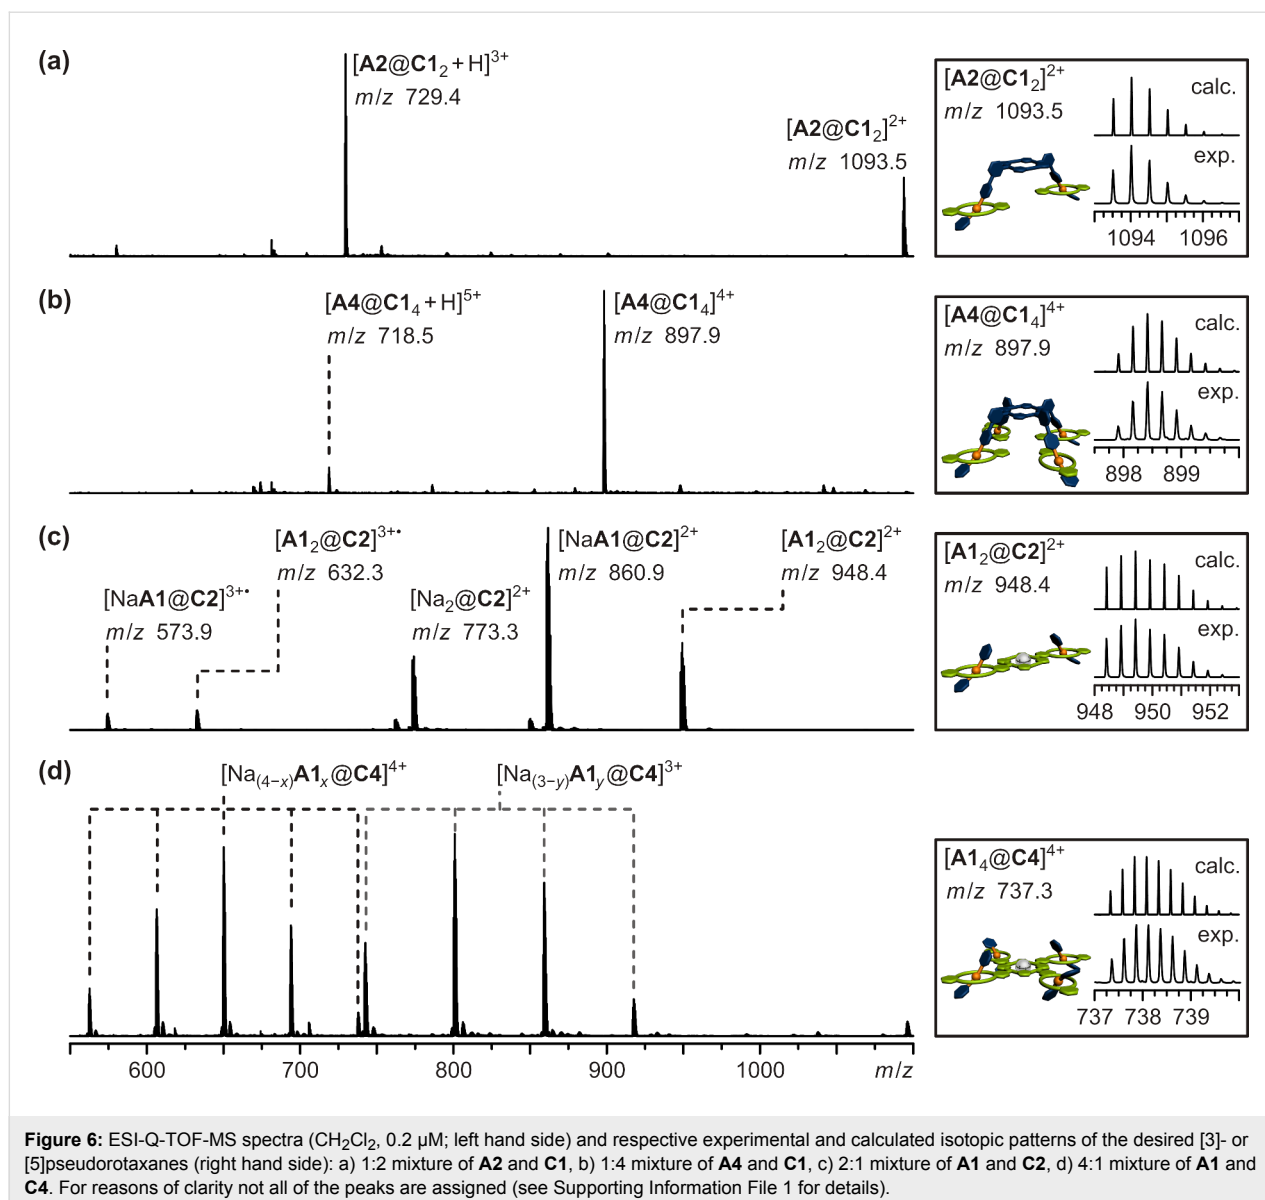 (a)
[A2@C1₂ + H]³⁺
m/z 729.4
[A2@C1₂]²⁺
m/z 1093.5
[A2@C1₂]²⁺
m/z 1093.5
calc.
exp.
1094 1096
(b)
[A4@C1₄ + H]⁵⁺
m/z 718.5
[A4@C1₄]⁴⁺
m/z 897.9
[A4@C1₄]⁴⁺
m/z 897.9
calc.
exp.
898 899
(c)
[NaA1@C2]³⁺•
m/z 573.9
[A1₂@C2]³⁺•
m/z 632.3
[Na₂@C2]²⁺
m/z 773.3
[NaA1@C2]²⁺
m/z 860.9
[A1₂@C2]²⁺
m/z 948.4
[A1₂@C2]²⁺
m/z 948.4
calc.
exp.
948 950 952
(d)
[Na₍₄₋ₓ₎A1ₓ@C4]⁴⁺
[Na(3−y)A1y@C4]³⁺
[A1₄@C4]⁴⁺
m/z 737.3
calc.
exp.
737 738 739
600 700 800 900 1000 m/z
Figure 6: ESI-Q-TOF-MS spectra (CH₂Cl₂, 0.2 µM; left hand side) and respective experimental and calculated isotopic patterns of the desired [3]- or
[5]pseudorotaxanes (right hand side): a) 1:2 mixture of A2 and C1, b) 1:4 mixture of A4 and C1, c) 2:1 mixture of A1 and C2, d) 4:1 mixture of A1 and
C4. For reasons of clarity not all of the peaks are assigned (see Supporting Information File 1 for details).